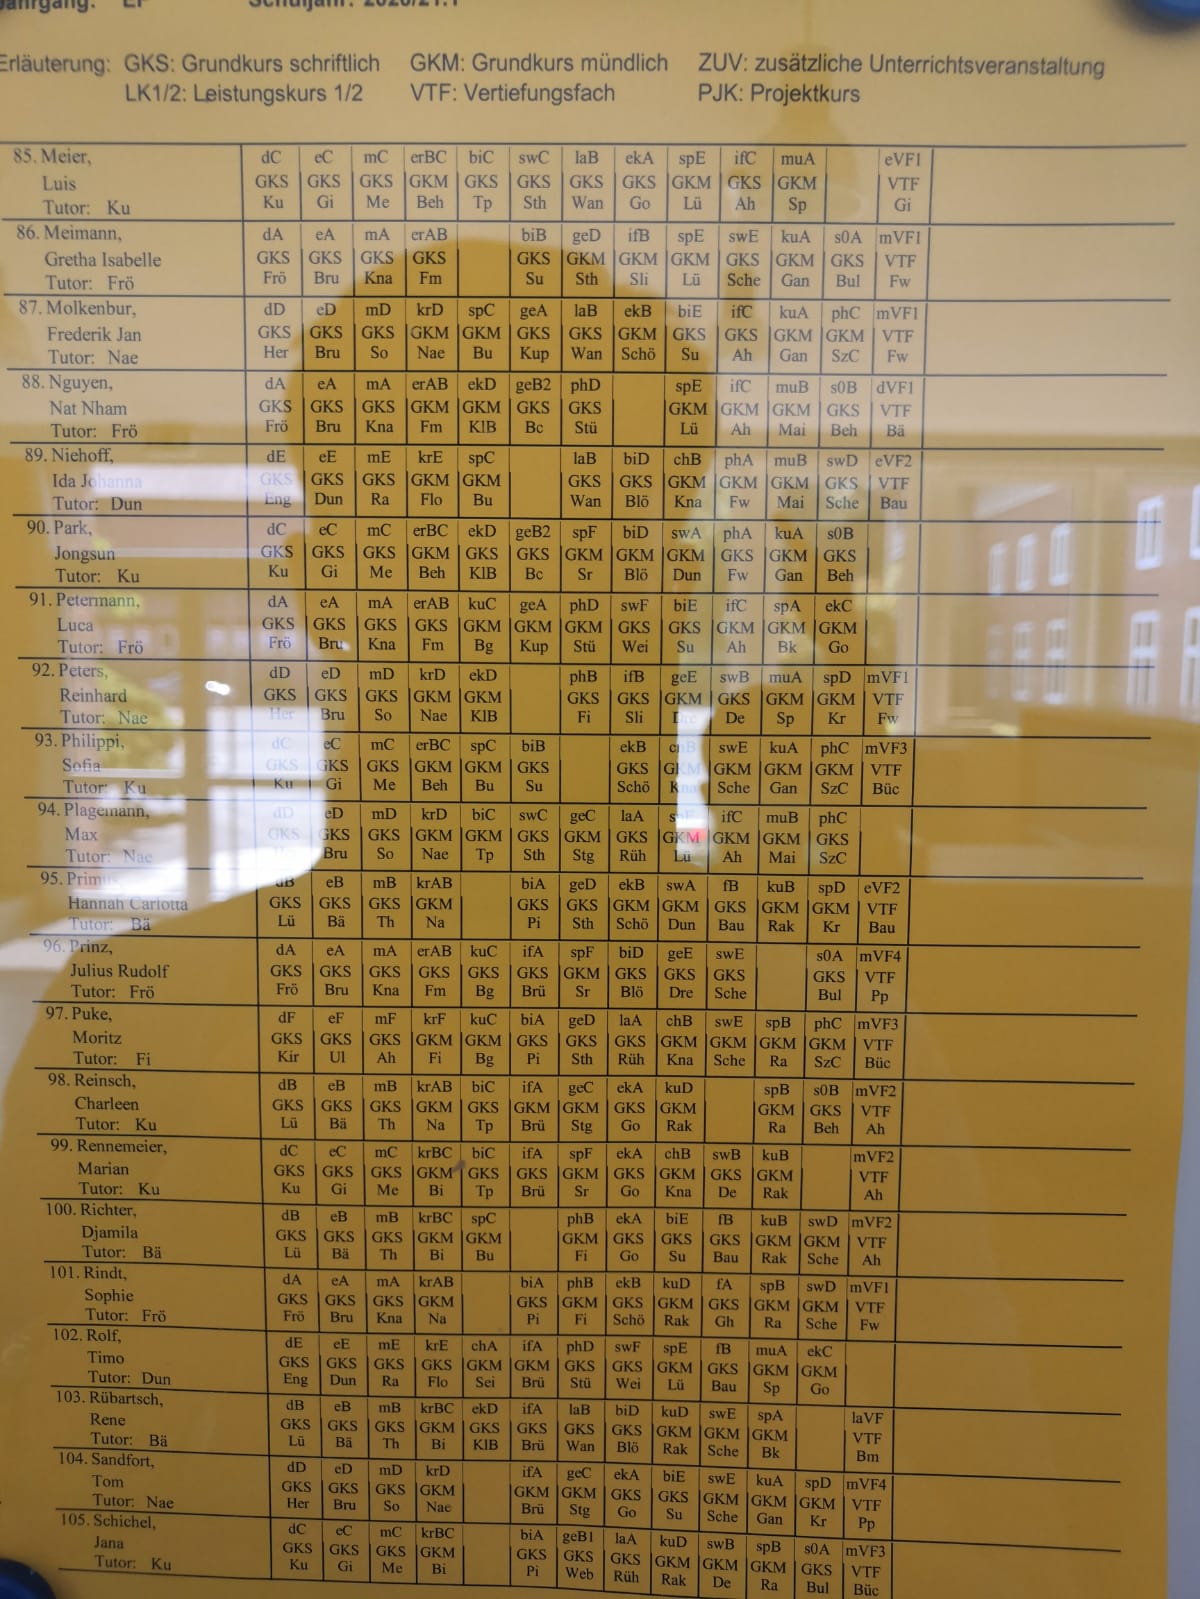 Jahrgang: EF Schuljahr: 2020/21.1
Erläuterung: GKS: Grundkurs schriftlich GKM: Grundkurs mündlich ZUV: zusätzliche Unterrichtsveranstaltung
LK1/2: Leistungskurs 1/2 VTF: Vertiefungsfach PJK: Projektkurs
85. Meier, dC eC mC erBC biC swC laB ekA spE ifC muA eVF1
Luis GKS GKS GKS GKM GKS GKS GKS GKS GKM GKS GKM VTF
Tutor: Ku Ku Gi Me Beh Tp Sth Wan Go Lü Ah Sp Gi
86. Meimann, dA eA mA erAB biB geD ifB spE swE kuA s0A mVF1
Gretha Isabelle GKS GKS GKS GKS GKS GKM GKM GKM GKS GKM GKS VTF
Tutor: Frö Frö Bru Kna Fm Su Sth Sli Lü Sche Gan Bul Fw
87. Molkenbur, dD eD mD krD spC geA laB ekB biE ifC kuA phC mVF1
Frederik Jan GKS GKS GKS GKM GKM GKS GKS GKM GKS GKS GKM GKM VTF
Tutor: Nae Her Bru So Nae Bu Kup Wan Schö Su Ah Gan SzC Fw
88. Nguyen, dA eA mA erAB ekD geB2 phD spE ifC muB s0B dVF1
Nat Nham GKS GKS GKS GKM GKM GKS GKS GKM GKM GKM GKS VTF
Tutor: Frö Frö Bru Kna Fm KlB Bc Stü Lü Ah Mai Beh Bä
89. Niehoff, dE eE mE krE spC laB biD chB phA muB swD eVF2
Ida Johanna GKS GKS GKS GKM GKM GKS GKS GKM GKM GKM GKS VTF
Tutor: Dun Eng Dun Ra Flo Bu Wan Blö Kna Fw Mai Sche Bau
90. Park, dC eC mC erBC ekD geB2 spF biD swA phA kuA s0B
Jongsun GKS GKS GKS GKM GKS GKS GKM GKM GKM GKS GKM GKS
Tutor: Ku Ku Gi Me Beh KlB Bc Sr Blö Dun Fw Gan Beh
91. Petermann, dA eA mA erAB kuC geA phD swF biE ifC spA ekC
Luca GKS GKS GKS GKS GKM GKM GKM GKS GKS GKM GKM GKM
Tutor: Frö Frö Bru Kna Fm Bg Kup Stü Wei Su Ah Bk Go
92. Peters, dD eD mD krD ekD phB ifB geE swB muA spD mVF1
Reinhard GKS GKS GKS GKM GKM GKS GKS GKM GKS GKM GKM VTF
Tutor: Nae Her Bru So Nae KlB Fi Sli Dre De Sp Kr Fw
93. Philippi, dC eC mC erBC spC biB ekB chB swE kuA phC mVF3
Sofia GKS GKS GKS GKM GKM GKS GKS GKM GKM GKM GKM VTF
Tutor: Ku Ku Gi Me Beh Bu Su Schö Kna Sche Gan SzC Büc
94. Plagemann, dD eD mD krD biC swC geC laA spE ifC muB phC
Max GKS GKS GKS GKM GKM GKS GKM GKS GKM GKM GKM GKS
Tutor: Nae Bru So Nae Tp Sth Stg Rüh Lü Ah Mai SzC
95. Primus, dB eB mB krAB biA geD ekB swA fB kuB spD eVF2
Hannah Carlotta GKS GKS GKS GKM GKS GKS GKM GKM GKS GKM GKM VTF
Tutor: Bä Lü Bä Th Na Pi Sth Schö Dun Bau Rak Kr Bau
96. Prinz, dA eA mA erAB kuC ifA spF biD geE swE s0A mVF4
Julius Rudolf GKS GKS GKS GKS GKS GKS GKM GKS GKS GKS GKS VTF
Tutor: Frö Frö Bru Kna Fm Bg Brü Sr Blö Dre Sche Bul Pp
97. Puke, dF eF mF krF kuC biA geD laA chB swE spB phC mVF3
Moritz GKS GKS GKS GKM GKM GKS GKS GKS GKM GKM GKM GKM VTF
Tutor: Fi Kir Ul Ah Fi Bg Pi Sth Rüh Kna Sche Ra SzC Büc
98. Reinsch, dB eB mB krAB biC ifA geC ekA kuD spB s0B mVF2
Charleen GKS GKS GKS GKM GKS GKM GKM GKS GKM GKM GKS VTF
Tutor: Ku Lü Bä Th Na Tp Brü Stg Go Rak Ra Beh Ah
99. Rennemeier, dC eC mC krBC biC ifA spF ekA chB swB kuB mVF2
Marian GKS GKS GKS GKM GKS GKS GKM GKS GKM GKS GKM VTF
Tutor: Ku Ku Gi Me Bi Tp Brü Sr Go Kna De Rak Ah
100. Richter, dB eB mB krBC spC phB ekA biE fB kuB swD mVF2
Djamila GKS GKS GKS GKM GKM GKM GKS GKS GKS GKM GKM VTF
Tutor: Bä Lü Bä Th Bi Bu Fi Go Su Bau Rak Sche Ah
101. Rindt, dA eA mA krAB biA phB ekB kuD fA spB swD mVF1
Sophie GKS GKS GKS GKM GKS GKM GKS GKM GKS GKM GKM VTF
Tutor: Frö Frö Bru Kna Na Pi Fi Schö Rak Gh Ra Sche Fw
102. Rolf, dE eE mE krE chA ifA phD swF spE fB muA ekC
Timo GKS GKS GKS GKS GKM GKM GKS GKS GKM GKS GKM GKM
Tutor: Dun Eng Dun Ra Flo Sei Brü Stü Wei Lü Bau Sp Go
103. Rübartsch, dB eB mB krBC ekD ifA laB biD kuD swE spA laVF
Rene GKS GKS GKS GKM GKS GKS GKS GKS GKM GKM GKM VTF
Tutor: Bä Lü Bä Th Bi KlB Brü Wan Blö Rak Sche Bk Bm
104. Sandfort, dD eD mD krD ifA geC ekA biE swE kuA spD mVF4
Tom GKS GKS GKS GKS GKM GKM GKS GKS GKM GKM GKM VTF
Tutor: Nae Her Bru So Nae Brü Stg Go Su Sche Gan Kr Pp
105. Schichel, dC eC mC krBC biA geB1 laA kuD swB spB s0A mVF3
Jana GKS GKS GKS GKM GKS GKS GKS GKM GKM GKM GKS VTF
Tutor: Ku Ku Gi Me Bi Pi Web Rüh Rak De Ra Bul Büc